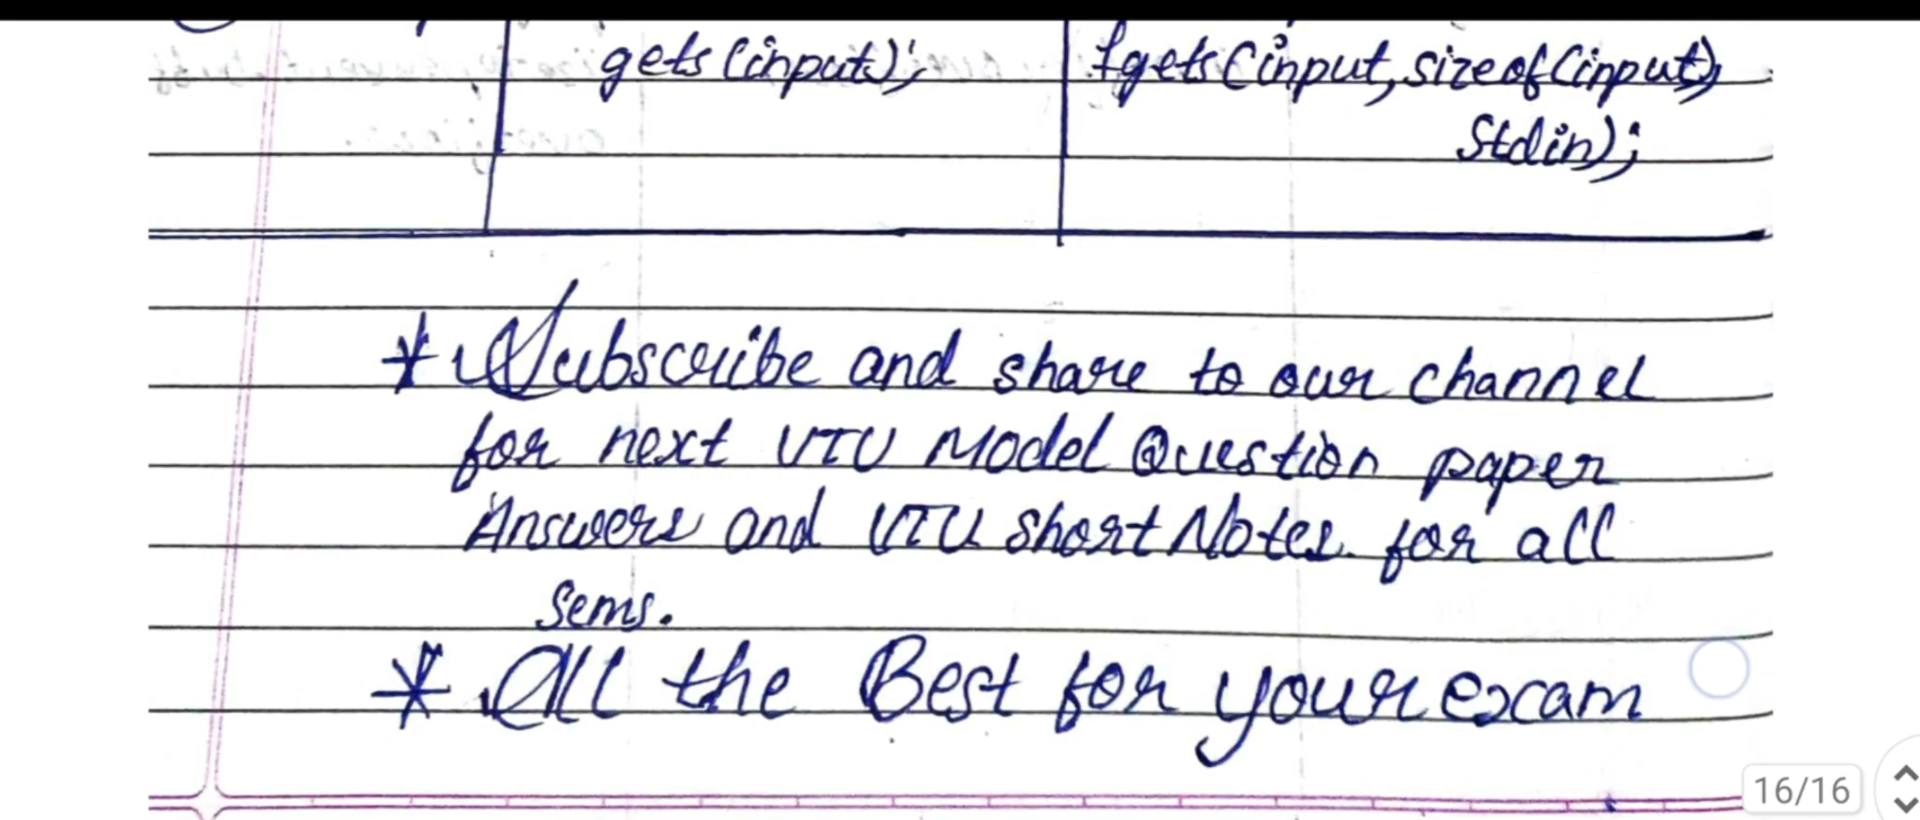 gets(input);
fgets(input, sizeof(input),
Stdin);
* Subscribe and share to our channel
for next VTU Model Question paper
Answers and VTU short Notes. for all
sems.
* All the Best for your exam
16/16